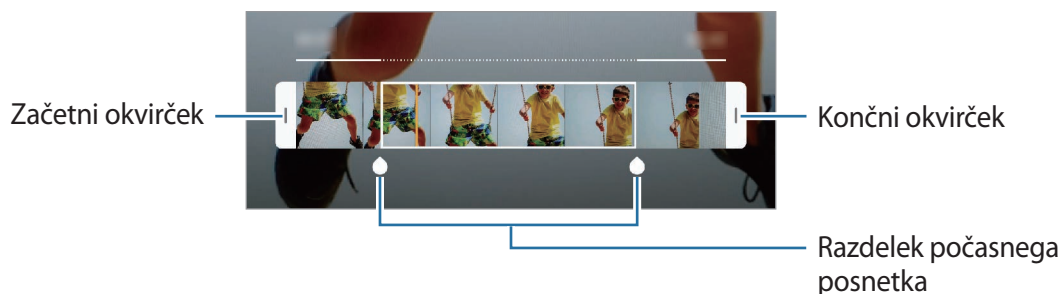 Začetni okvirček
Končni okvirček
Razdelek počasnega
posnetka